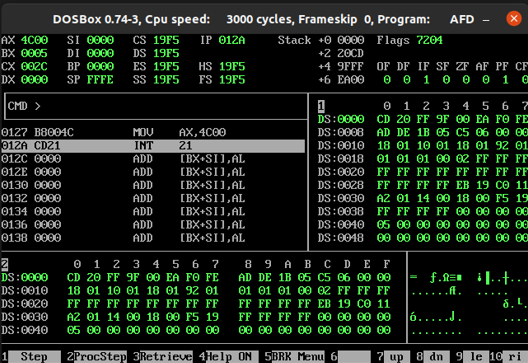 DOSBox 0.74-3, Cpu speed: 3000 cycles, Frameskip 0, Program: AFD
AX 4C00 SI 0000 CS 19F5 IP 012A Stack +0 0000 Flags 7204
BX 0005 DI 0000 DS 19F5 +2 20CD
CX 002C BP 0000 ES 19F5 HS 19F5 +4 9FFF OF DF IF SF ZF AF PF CF
DX 0000 SP FFFE SS 19F5 FS 19F5 +6 EA00 0 0 1 0 0 0 1 0
CMD >
1 0 1 2 3 4 5 6 7
DS:0000 CD 20 FF 9F 00 EA F0 FE
0127 B8004C MOV AX,4C00 DS:0008 AD DE 1B 05 C5 06 00 00
012A CD21 INT 21 DS:0010 18 01 10 01 18 01 92 01
012C 0000 ADD [BX+SI],AL DS:0018 01 01 01 00 02 FF FF FF
012E 0000 ADD [BX+SI],AL DS:0020 FF FF FF FF FF FF FF FF
0130 0000 ADD [BX+SI],AL DS:0028 FF FF FF FF EB 19 C0 11
0132 0000 ADD [BX+SI],AL DS:0030 A2 01 14 00 18 00 F5 19
0134 0000 ADD [BX+SI],AL DS:0038 FF FF FF FF 00 00 00 00
0136 0000 ADD [BX+SI],AL DS:0040 05 00 00 00 00 00 00 00
0138 0000 ADD [BX+SI],AL DS:0048 00 00 00 00 00 00 00 00
2 0 1 2 3 4 5 6 7 8 9 A B C D E F
DS:0000 CD 20 FF 9F 00 EA F0 FE AD DE 1B 05 C5 06 00 00
DS:0010 18 01 10 01 18 01 92 01 01 01 01 00 02 FF FF FF
DS:0020 FF FF FF FF FF FF FF FF FF FF FF FF EB 19 C0 11
DS:0030 A2 01 14 00 18 00 F5 19 FF FF FF FF 00 00 00 00
DS:0040 05 00 00 00 00 00 00 00 00 00 00 00 00 00 00 00
1 Step 2 ProcStep 3 Retrieve 4 Help ON 5 BRK Menu 6 7 up 8 dn 9 le 10 ri